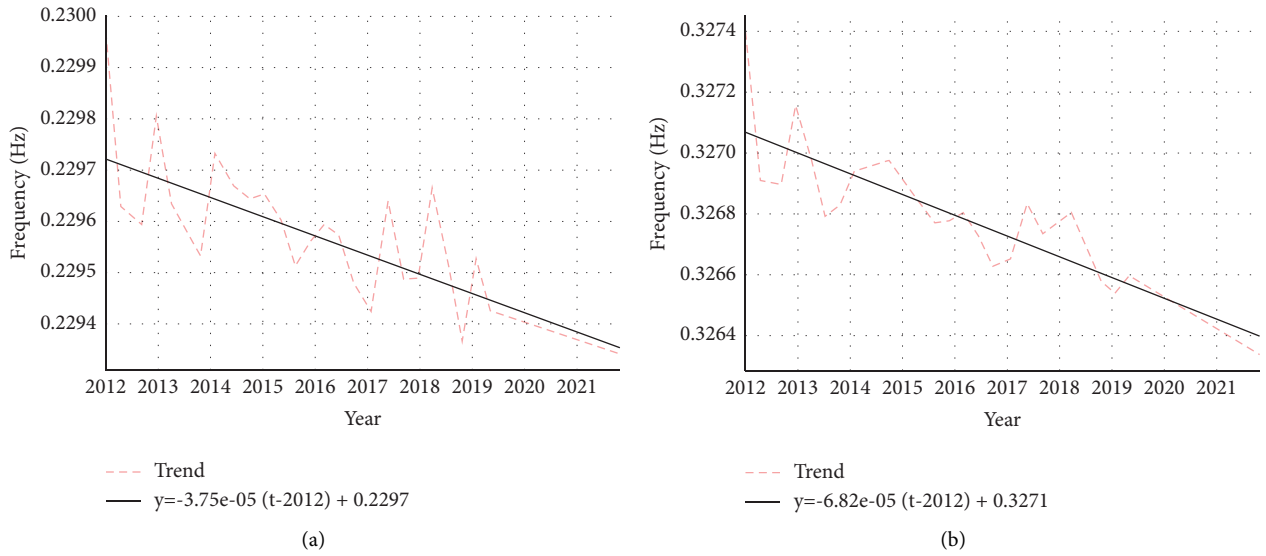 0.2300
0.2299
0.2298
0.2297
0.2296
0.2295
0.2294
Frequency (Hz)
2012 2013 2014 2015 2016 2017 2018 2019 2020 2021
Year
Trend
y=-3.75e-05 (t-2012) + 0.2297
(a)
0.3274
0.3272
0.3270
0.3268
0.3266
0.3264
Frequency (Hz)
2012 2013 2014 2015 2016 2017 2018 2019 2020 2021
Year
Trend
y=-6.82e-05 (t-2012) + 0.3271
(b)